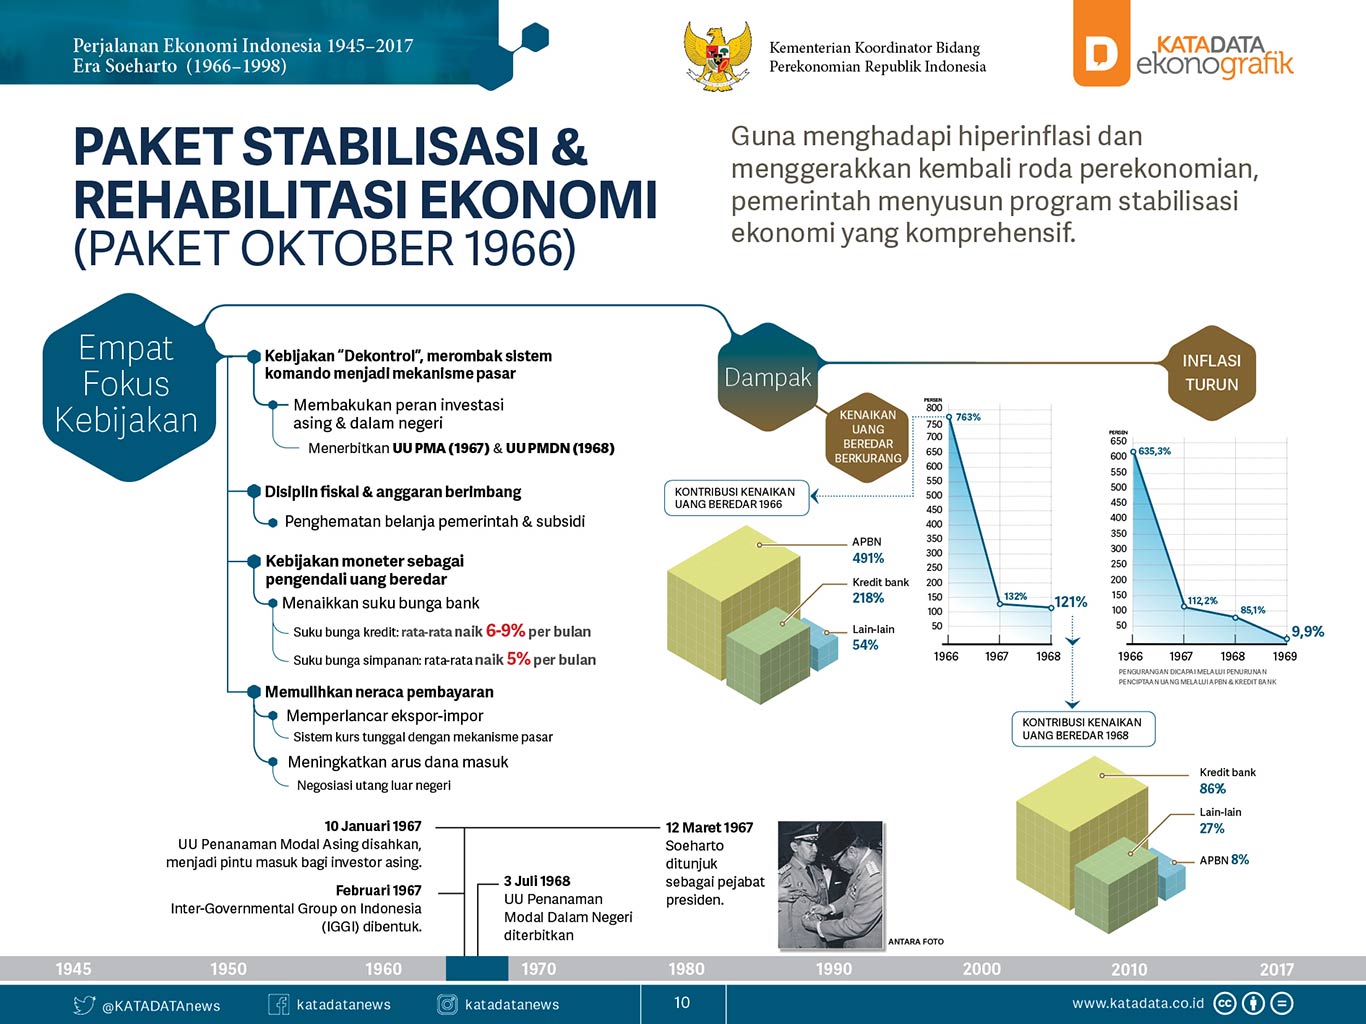 Perjalanan Ekonomi Indonesia 1945–2017
Era Soeharto (1966–1998)
Kementerian Koordinator Bidang
Perekonomian Republik Indonesia
D
KATADATA
ekonografik
PAKET STABILISASI &
REHABILITASI EKONOMI
(PAKET OKTOBER 1966)
Guna menghadapi hiperinflasi dan
menggerakkan kembali roda perekonomian,
pemerintah menyusun program stabilisasi
ekonomi yang komprehensif.
Empat
Fokus
Kebijakan
Kebijakan “Dekontrol”, merombak sistem
komando menjadi mekanisme pasar
Membakukan peran investasi
asing & dalam negeri
Menerbitkan UU PMA (1967) & UU PMDN (1968)
Disiplin fiskal & anggaran berimbang
Penghematan belanja pemerintah & subsidi
Kebijakan moneter sebagai
pengendali uang beredar
Menaikkan suku bunga bank
Suku bunga kredit: rata-rata naik 6-9% per bulan
Suku bunga simpanan: rata-rata naik 5% per bulan
Memulihkan neraca pembayaran
Memperlancar ekspor-impor
Sistem kurs tunggal dengan mekanisme pasar
Meningkatkan arus dana masuk
Negosiasi utang luar negeri
Dampak
KENAIKAN
UANG
BEREDAR
BERKURANG
KONTRIBUSI KENAIKAN
UANG BEREDAR 1966
APBN
491%
Kredit bank
218%
Lain-lain
54%
PERSEN
800
750
700
650
600
550
500
450
400
350
300
250
200
150
100
50
763%
132%
121%
1966
1967
1968
INFLASI
TURUN
PERSEN
650
600
550
500
450
400
350
300
250
200
150
100
50
635,3%
112,2%
85,1%
9,9%
1966
1967
1968
1969
PENGURANGAN DICAPAI MELALUI PENURUNAN
PENCIPTAAN UANG MELALUI APBN & KREDIT BANK
KONTRIBUSI KENAIKAN
UANG BEREDAR 1968
Kredit bank
86%
Lain-lain
27%
APBN 8%
10 Januari 1967
UU Penanaman Modal Asing disahkan,
menjadi pintu masuk bagi investor asing.
Februari 1967
Inter-Governmental Group on Indonesia
(IGGI) dibentuk.
3 Juli 1968
UU Penanaman
Modal Dalam Negeri
diterbitkan
12 Maret 1967
Soeharto
ditunjuk
sebagai pejabat
presiden.
ANTARA FOTO
1945
1950
1960
1970
1980
1990
2000
2010
2017
@KATADATAnews
katadatanews
katadatanews
10
www.katadata.co.id
cc